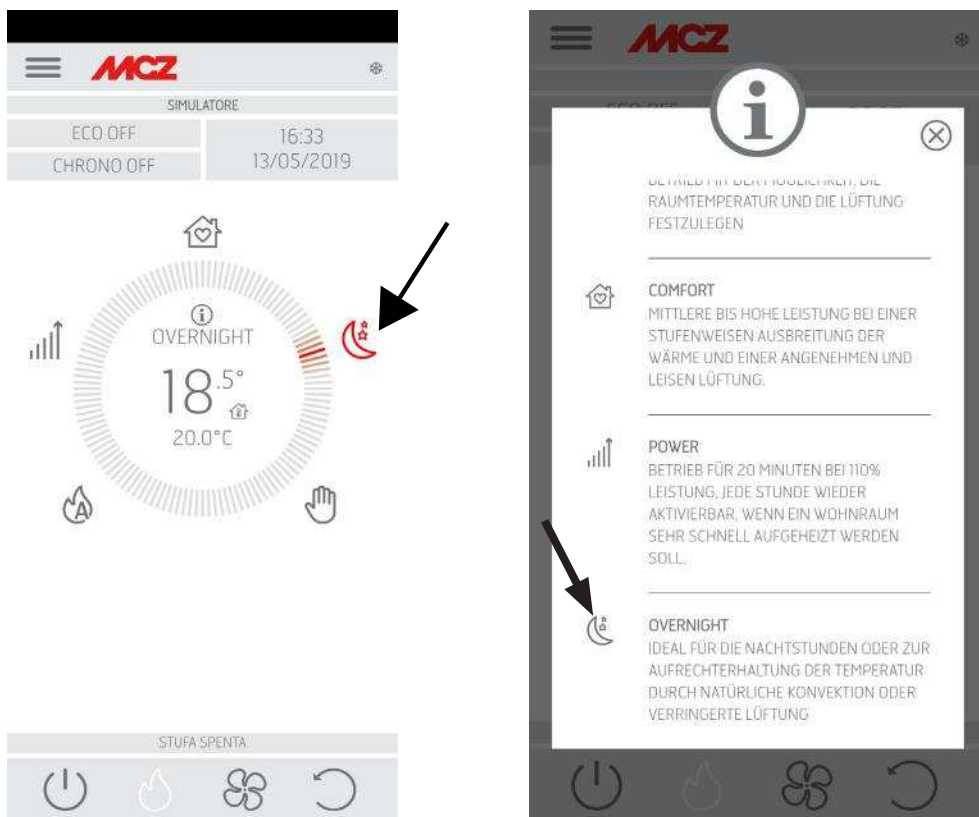 MCZ
SIMULATORE
ECO OFF
16:33
CHRONO OFF
13/05/2019
OVERNIGHT
18.5°
20.0°C
A
STUFA SPENTA
MCZ
RAUMTEMPERATUR UND DIE LÜFTUNG
FESTZULEGEN
COMFORT
MITTLERE BIS HOHE LEISTUNG BEI EINER
STUFENWEISEN AUSBREITUNG DER
WÄRME UND EINER ANGENEHMEN UND
LEISEN LÜFTUNG.
POWER
BETRIEB FÜR 20 MINUTEN BEI 110%
LEISTUNG, JEDE STUNDE WIEDER
AKTIVIERBAR, WENN EIN WOHNRAUM
SEHR SCHNELL AUFGEHEIZT WERDEN
SOLL.
OVERNIGHT
IDEAL FÜR DIE NACHTSTUNDEN ODER ZUR
AUFRECHTERHALTUNG DER TEMPERATUR
DURCH NATÜRLICHE KONVEKTION ODER
VERRINGERTE LÜFTUNG